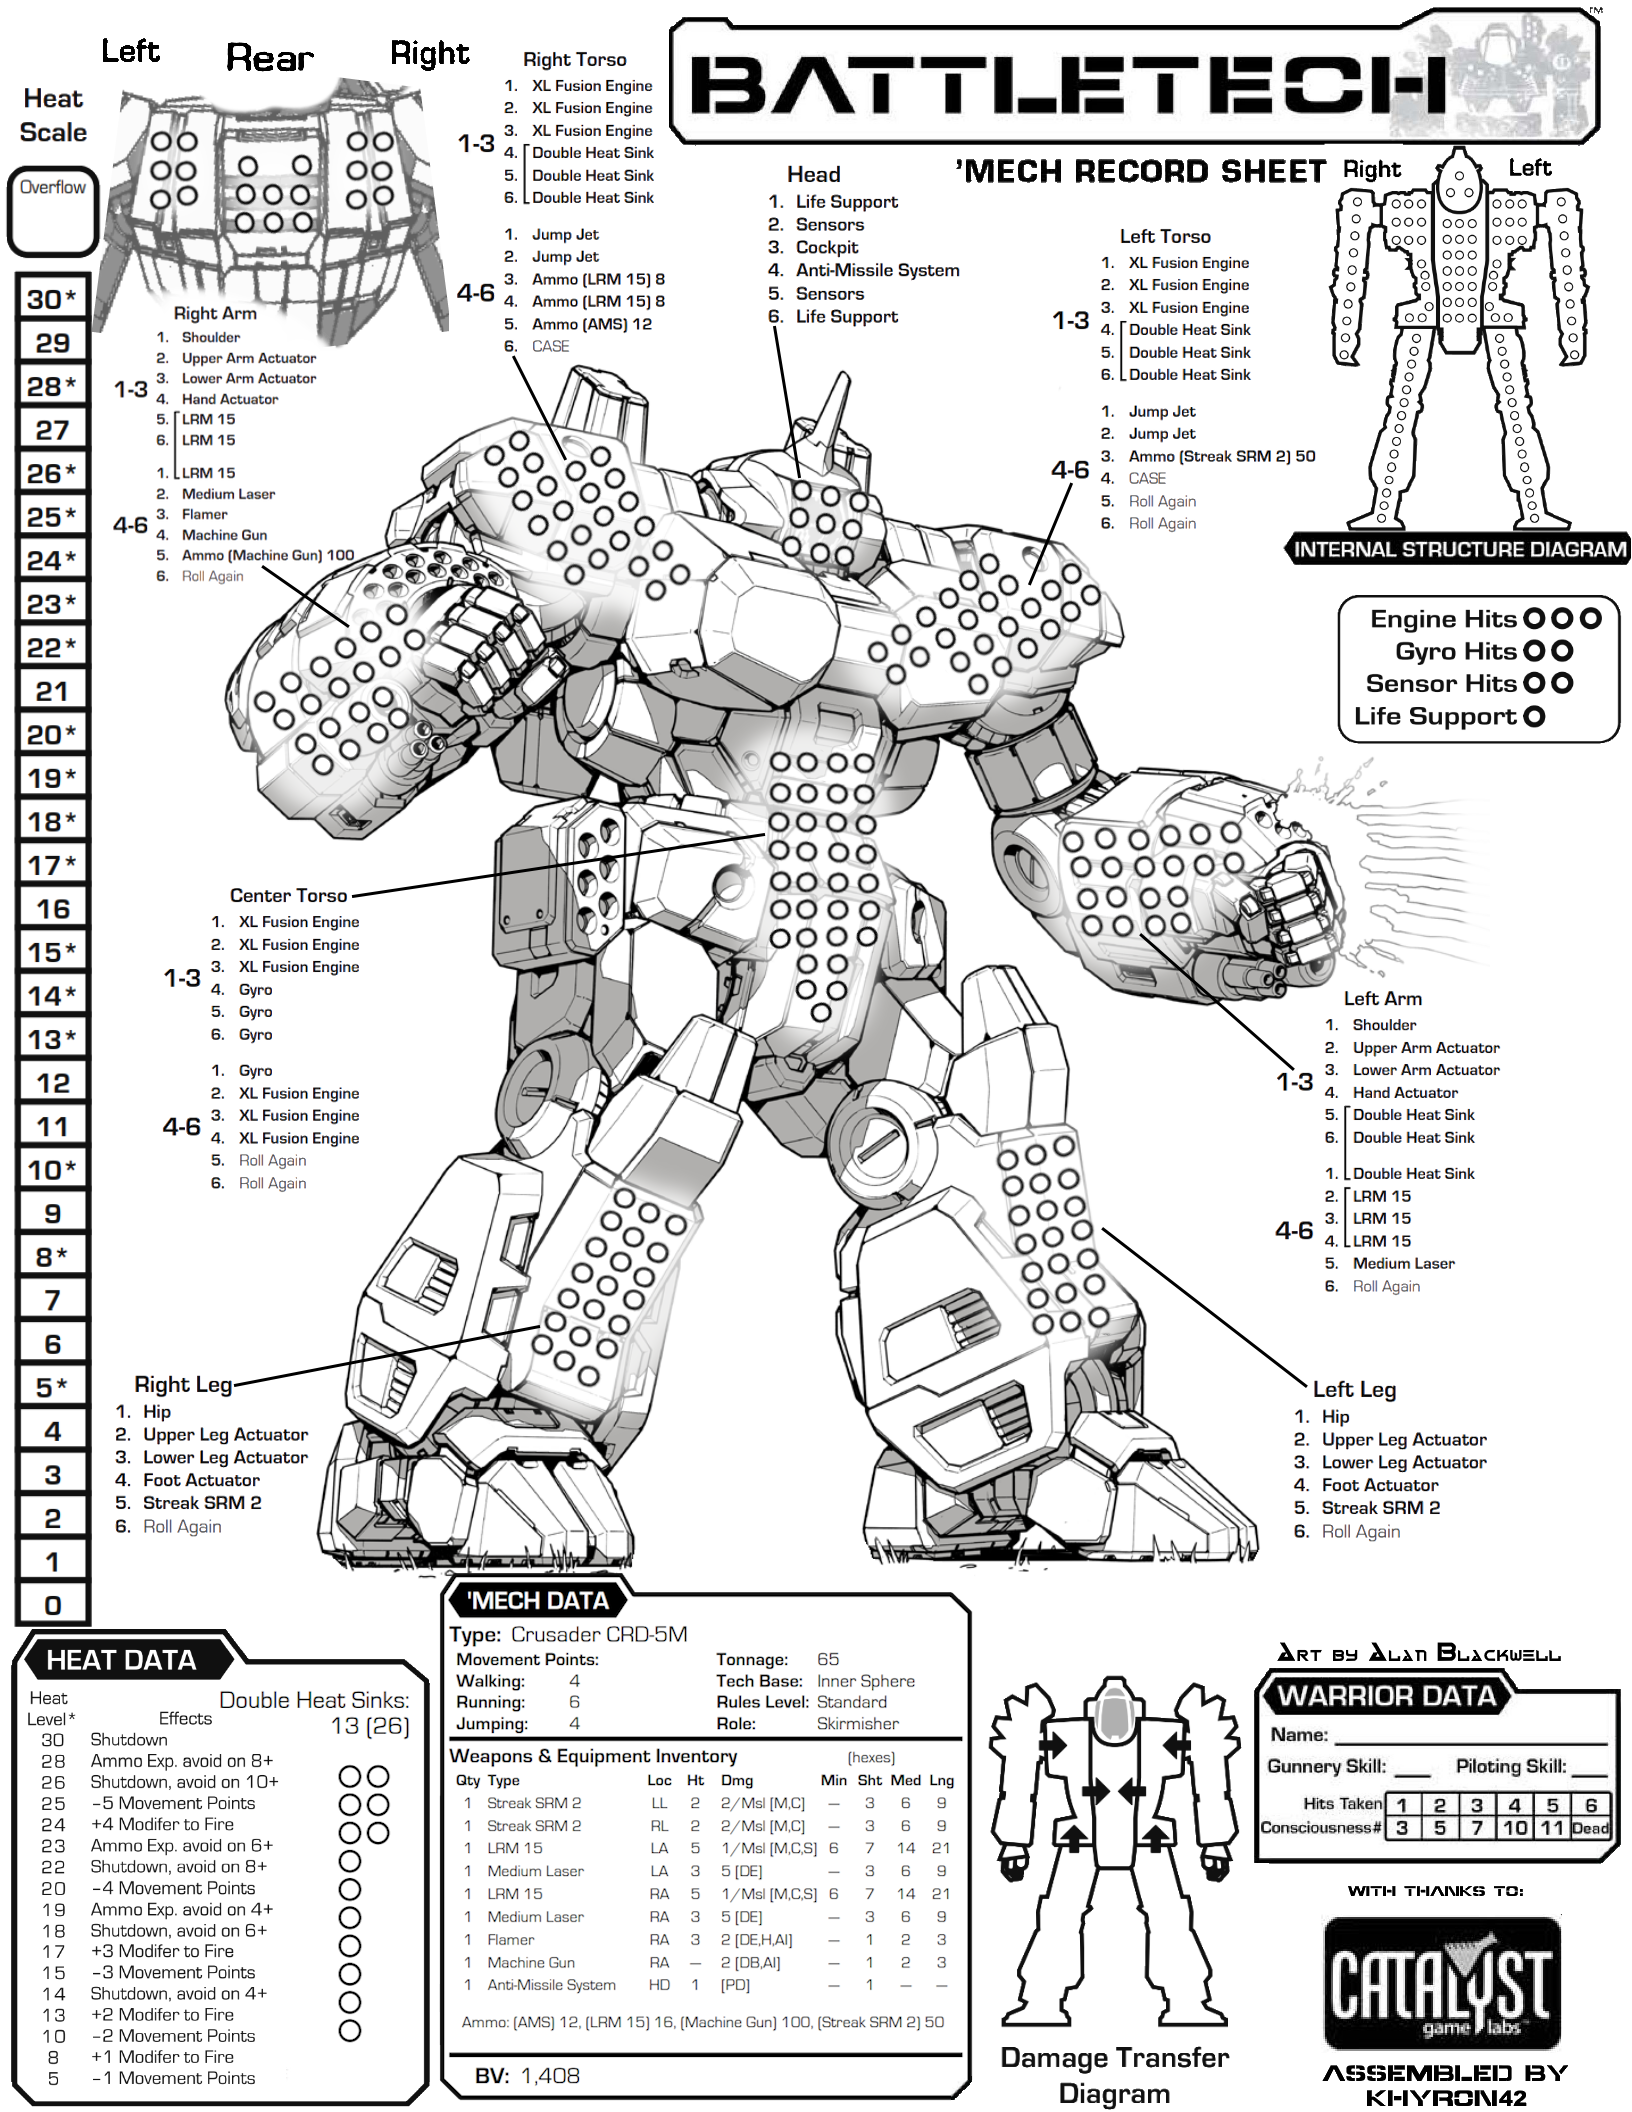 BATTLETECH
™
'MECH RECORD SHEET
Left Rear Right
Heat
Scale
Overflow
30*
29
28*
27
26*
25*
24*
23*
22*
21
20*
19*
18*
17*
16
15*
14*
13*
12
11
10*
9
8*
7
6
5*
4
3
2
1
0
Right Torso
1. XL Fusion Engine
2. XL Fusion Engine
1-3 3. XL Fusion Engine
4. Double Heat Sink
5. Double Heat Sink
6. Double Heat Sink
1. Jump Jet
2. Jump Jet
4-6 3. Ammo (LRM 15) 8
4. Ammo (LRM 15) 8
5. Ammo (AMS) 12
6. CASE
Head
1. Life Support
2. Sensors
3. Cockpit
4. Anti-Missile System
5. Sensors
6. Life Support
Left Torso
1. XL Fusion Engine
2. XL Fusion Engine
1-3 3. XL Fusion Engine
4. Double Heat Sink
5. Double Heat Sink
6. Double Heat Sink
1. Jump Jet
2. Jump Jet
4-6 3. Ammo (Streak SRM 2) 50
4. CASE
5. Roll Again
6. Roll Again
Right Left
INTERNAL STRUCTURE DIAGRAM
Engine Hits
Gyro Hits
Sensor Hits
Life Support
Right Arm
1. Shoulder
2. Upper Arm Actuator
1-3 3. Lower Arm Actuator
4. Hand Actuator
5. LRM 15
6. LRM 15
1. LRM 15
2. Medium Laser
4-6 3. Flamer
4. Machine Gun
5. Ammo (Machine Gun) 100
6. Roll Again
Center Torso
1. XL Fusion Engine
2. XL Fusion Engine
1-3 3. XL Fusion Engine
4. Gyro
5. Gyro
6. Gyro
1. Gyro
2. XL Fusion Engine
4-6 3. XL Fusion Engine
4. XL Fusion Engine
5. Roll Again
6. Roll Again
Left Arm
1. Shoulder
2. Upper Arm Actuator
1-3 3. Lower Arm Actuator
4. Hand Actuator
5. Double Heat Sink
6. Double Heat Sink
1. Double Heat Sink
2. LRM 15
4-6 3. LRM 15
4. LRM 15
5. Medium Laser
6. Roll Again
Right Leg
1. Hip
2. Upper Leg Actuator
3. Lower Leg Actuator
4. Foot Actuator
5. Streak SRM 2
6. Roll Again
Left Leg
1. Hip
2. Upper Leg Actuator
3. Lower Leg Actuator
4. Foot Actuator
5. Streak SRM 2
6. Roll Again
HEAT DATA
Heat
Level* Effects
Double Heat Sinks:
13 (26)
30 Shutdown
28 Ammo Exp. avoid on 8+
26 Shutdown, avoid on 10+
25 –5 Movement Points
24 +4 Modifer to Fire
23 Ammo Exp. avoid on 6+
22 Shutdown, avoid on 8+
20 –4 Movement Points
19 Ammo Exp. avoid on 4+
18 Shutdown, avoid on 6+
17 +3 Modifer to Fire
15 –3 Movement Points
14 Shutdown, avoid on 4+
13 +2 Modifer to Fire
10 –2 Movement Points
8 +1 Modifer to Fire
5 –1 Movement Points
'MECH DATA
Type: Crusader CRD-5M
Movement Points: Tonnage: 65
Walking: 4 Tech Base: Inner Sphere
Running: 6 Rules Level: Standard
Jumping: 4 Role: Skirmisher
Weapons & Equipment Inventory (hexes)
Qty Type Loc Ht Dmg Min Sht Med Lng
1 Streak SRM 2 LL 2 2/Msl [M,C] — 3 6 9
1 Streak SRM 2 RL 2 2/Msl [M,C] — 3 6 9
1 LRM 15 LA 5 1/Msl [M,C,S] 6 7 14 21
1 Medium Laser LA 3 5 [DE] — 3 6 9
1 LRM 15 RA 5 1/Msl [M,C,S] 6 7 14 21
1 Medium Laser RA 3 5 [DE] — 3 6 9
1 Flamer RA 3 2 [DE,H,AI] — 1 2 3
1 Machine Gun RA — 2 [DB,AI] — 1 2 3
1 Anti-Missile System HD 1 [PD] — 1 — —
Ammo: (AMS) 12, (LRM 15) 16, (Machine Gun) 100, (Streak SRM 2) 50
BV: 1,408
Damage Transfer
Diagram
Art by Alan Blackwell
WARRIOR DATA
Name:
Gunnery Skill: Piloting Skill:
Hits Taken 1 2 3 4 5 6
Consciousness# 3 5 7 10 11 Dead
WITH THANKS TO:
CATALYST
game labs
ASSEMBLED BY
KHYRON42